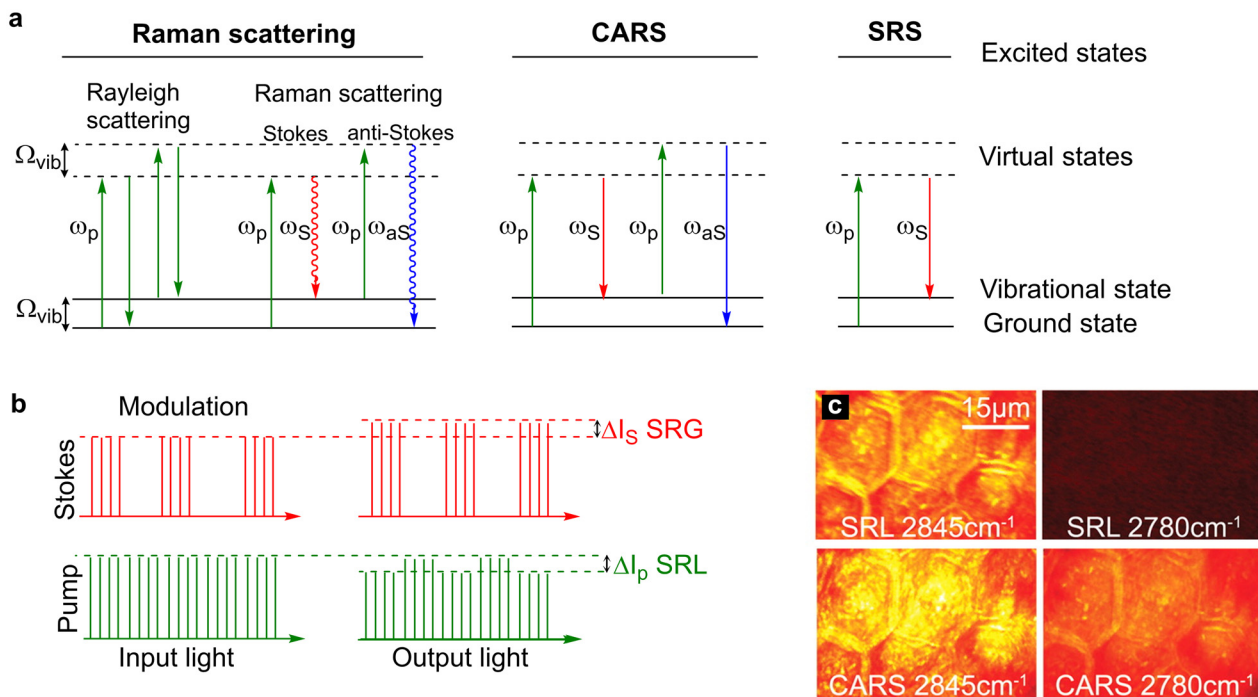 a
Raman scattering
CARS
SRS
Excited states
Rayleigh
scattering
Raman scattering
Stokes
anti-Stokes
Ωvib
Virtual states
ωp
ωp
ωS
ωp
ωaS
ωp
ωS
ωp
ωaS
ωp
ωS
Ωvib
Vibrational state
Ground state
b
Modulation
Stokes
ΔIS SRG
Pump
ΔIp SRL
Input light
Output light
c
15µm
SRL 2845cm-1
SRL 2780cm-1
CARS 2845cm-1
CARS 2780cm-1